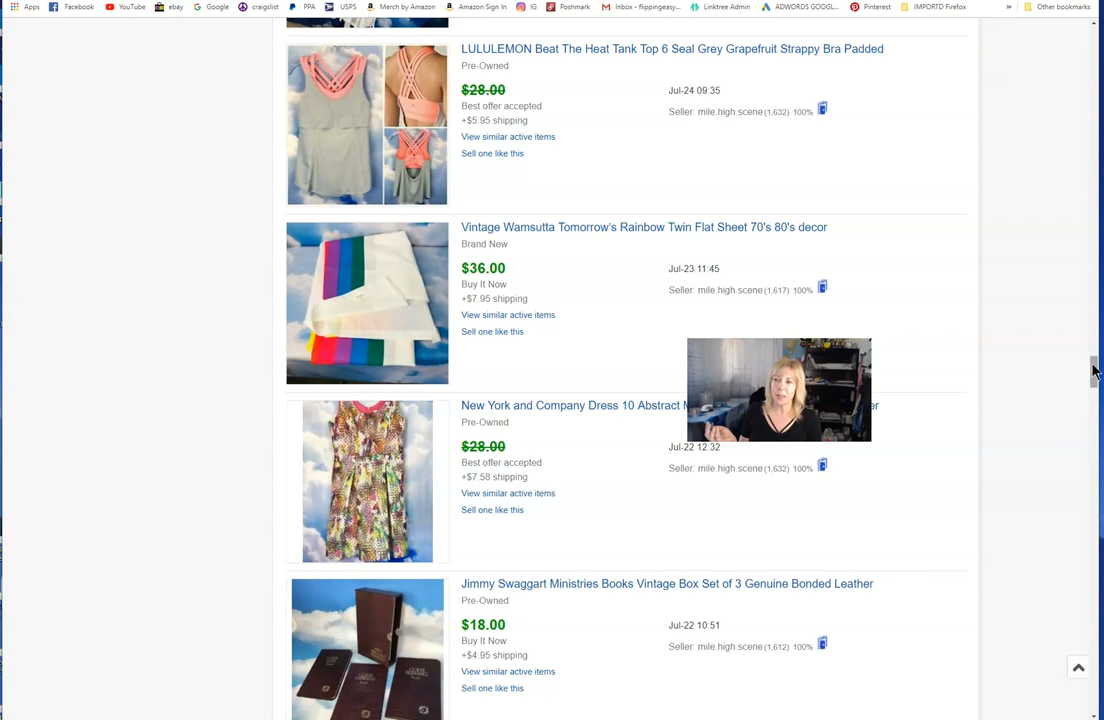 Apps Facebook YouTube ebay Google craigslist PPA USPS Merch by Amazon Amazon Sign In IG Poshmark Inbox - flippingeasy... Linktree Admin ADWORDS GOOGL... Pinterest IMPORTD Firefox » Other bookmarks
LULULEMON Beat The Heat Tank Top 6 Seal Grey Grapefruit Strappy Bra Padded
Pre-Owned
$28.00 Jul-24 09:35
Best offer accepted Seller: mile.high.scene(1,632) 100%
+$5.95 shipping
View similar active items
Sell one like this
Vintage Wamsutta Tomorrow's Rainbow Twin Flat Sheet 70's 80's decor
Brand New
$36.00 Jul-23 11:45
Buy It Now Seller: mile.high.scene(1,617) 100%
+$7.95 shipping
View similar active items
Sell one like this
New York and Company Dress 10 Abstract
Pre-Owned
$28.00 Jul-22 12:32
Best offer accepted Seller: mile.high.scene(1,632) 100%
+$7.58 shipping
View similar active items
Sell one like this
Jimmy Swaggart Ministries Books Vintage Box Set of 3 Genuine Bonded Leather
Pre-Owned
$18.00 Jul-22 10:51
Buy It Now Seller: mile.high.scene(1,612) 100%
+$4.95 shipping
View similar active items
Sell one like this